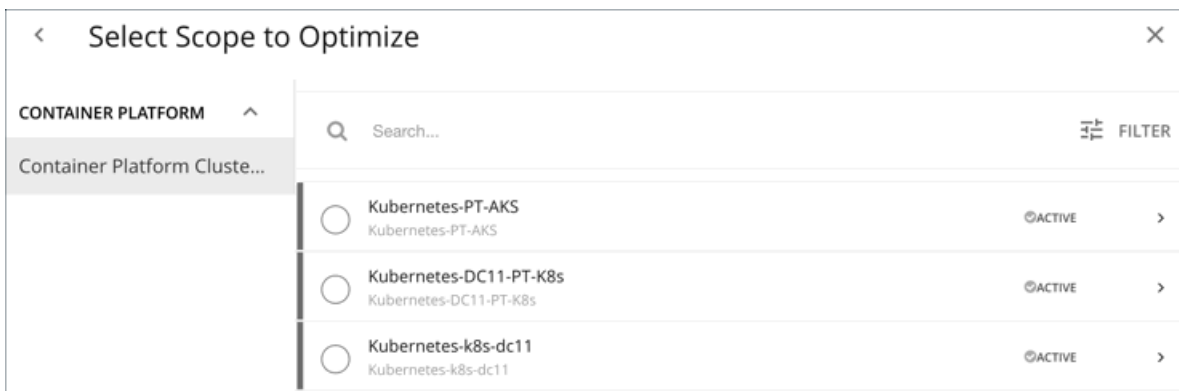 Select Scope to Optimize
CONTAINER PLATFORM
Container Platform Cluste...
Search...
FILTER
Kubernetes-PT-AKS
Kubernetes-PT-AKS
ACTIVE
Kubernetes-DC11-PT-K8s
Kubernetes-DC11-PT-K8s
ACTIVE
Kubernetes-k8s-dc11
Kubernetes-k8s-dc11
ACTIVE